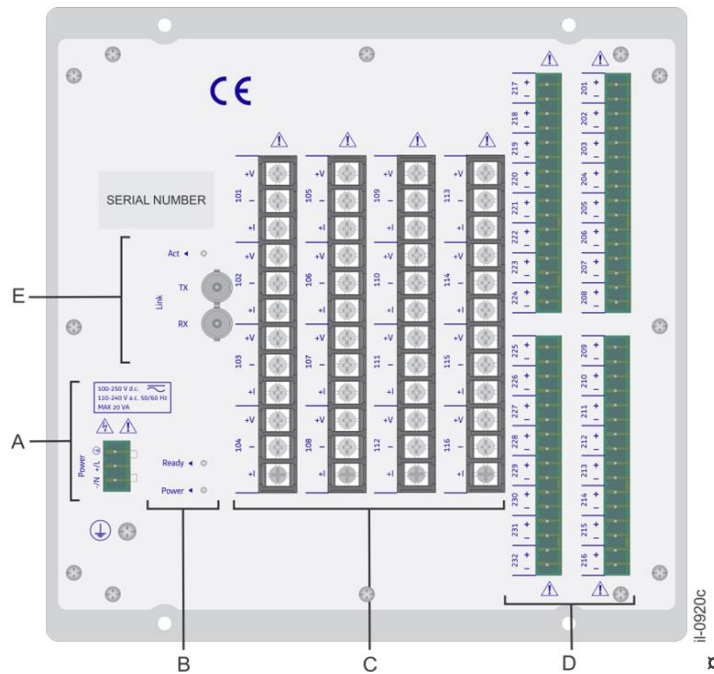 CE
SERIAL NUMBER
E
Act
Link
TX
RX
A
100-250 V d.c.
110-240 V a.c. 50/60 Hz
MAX 20 VA
Power
-/N +/L
Ready
Power
B
101 +V - +I
102 +V - +I
103 +V - +I
104 +V - +I
105 +V - +I
106 +V - +I
107 +V - +I
108 +V - +I
109 +V - +I
110 +V - +I
111 +V - +I
112 +V - +I
113 +V - +I
114 +V - +I
115 +V - +I
116 +V - +I
C
217 + -
218 + -
219 + -
220 + -
221 + -
222 + -
223 + -
224 + -
225 + -
226 + -
227 + -
228 + -
229 + -
230 + -
231 + -
232 + -
201 + -
202 + -
203 + -
204 + -
205 + -
206 + -
207 + -
208 + -
209 + -
210 + -
211 + -
212 + -
213 + -
214 + -
215 + -
216 + -
D
il-0920c